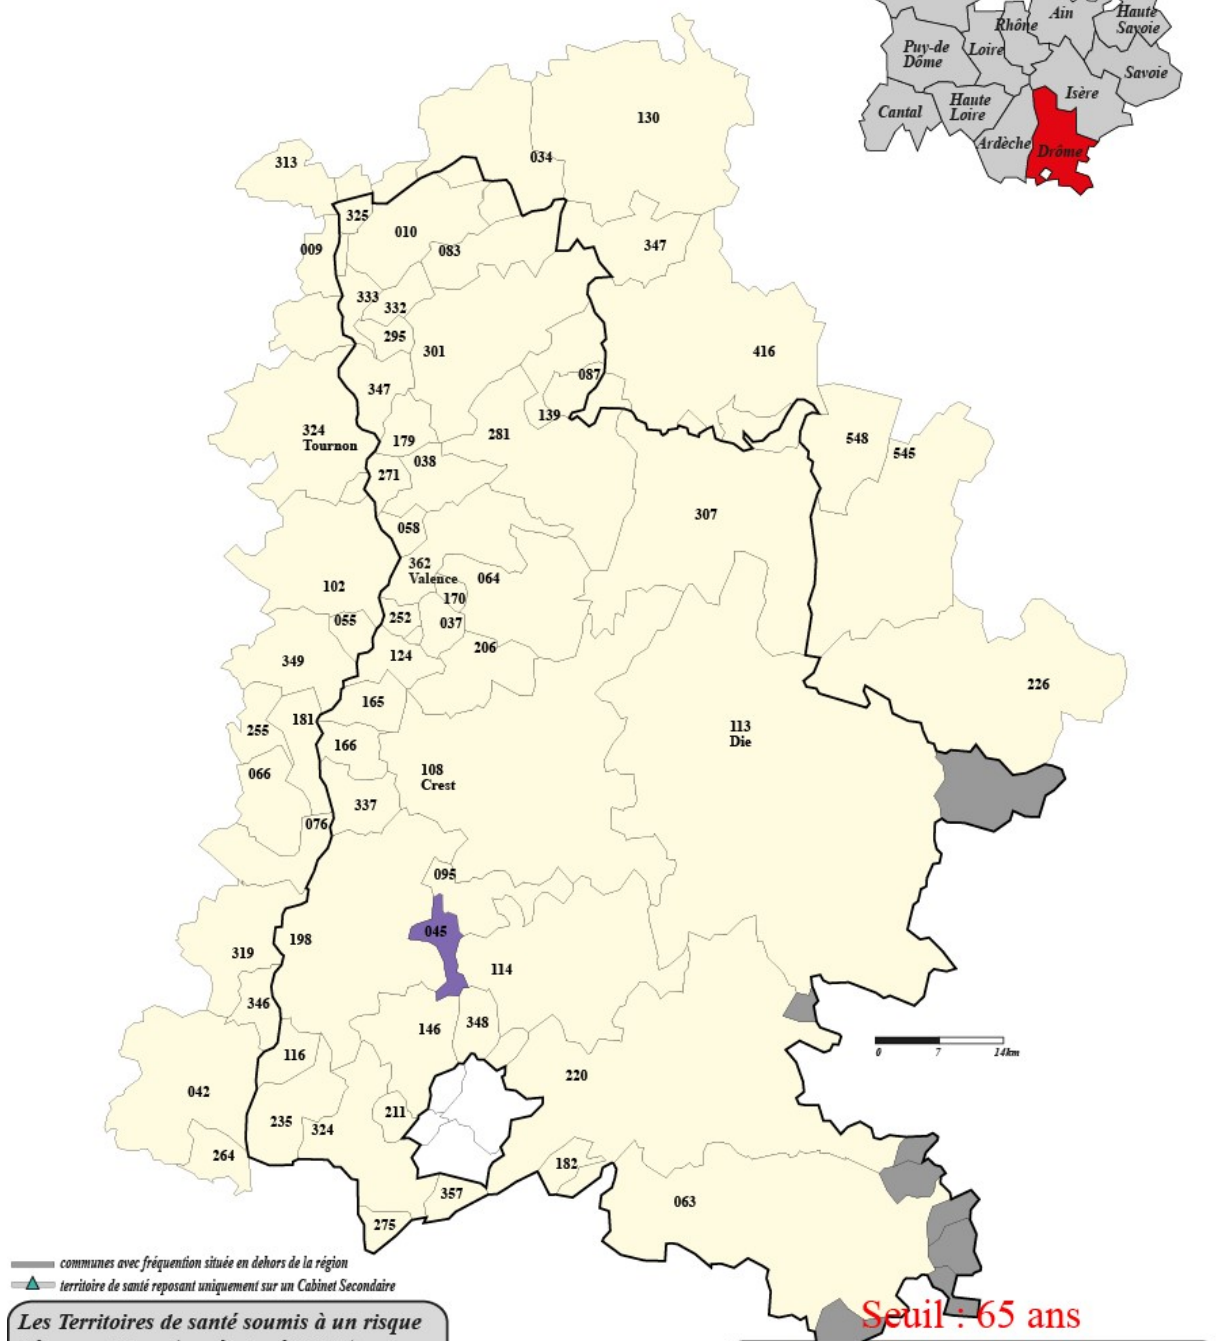 Ain
Haute
Savoie
Rhône
Puy-de
Dôme
Loire
Savoie
Isère
Haute
Loire
Cantal
Ardèche
Drôme
130
034
313
325
010
009
083
347
333
332
295
301
416
347
087
139
324
Tournon
179
281
548
545
038
271
307
058
362
Valence
064
102
170
055
252
037
124
206
349
226
165
181
255
166
113
Die
066
108
Crest
337
076
095
045
198
319
114
346
146
348
0 7 14km
116
220
042
235
211
324
264
182
357
063
275
communes avec fréquention située en dehors de la région
territoire de santé reposant uniquement sur un Cabinet Secondaire
Les Territoires de santé soumis à un risque
Seuil : 65 ans